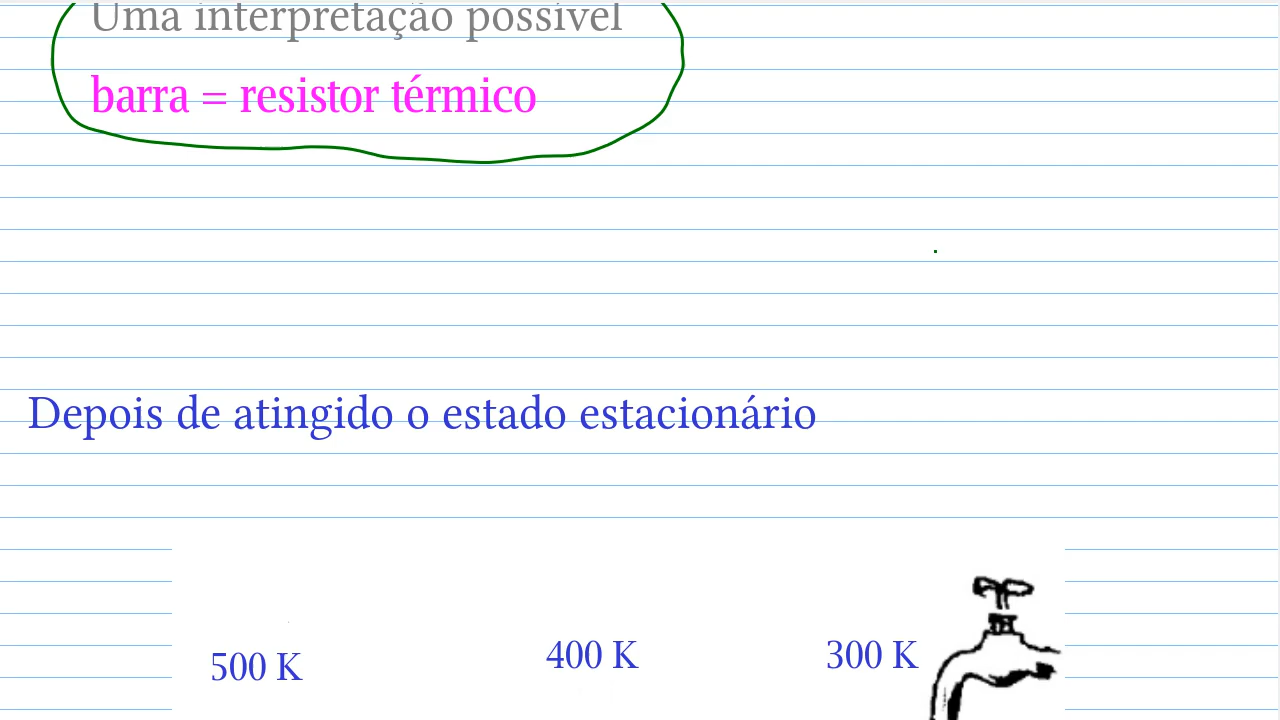 Uma interpretação possível
barra = resistor térmico
Depois de atingido o estado estacionário
500 K
400 K
300 K